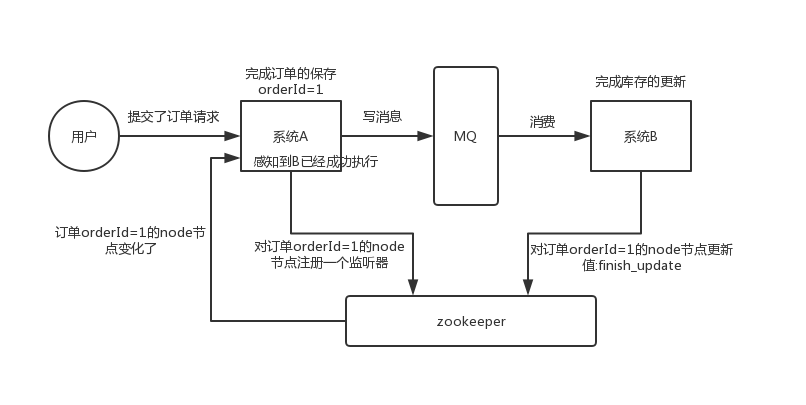 完成订单的保存
orderId=1
完成库存的更新
提交了订单请求
写消息
消费
用户
系统A
MQ
系统B
感知到B已经成功执行
订单orderId=1的node节
点变化了
对订单orderId=1的node
节点注册一个监听器
对订单orderId=1的node节点更新
值:finish_update
zookeeper